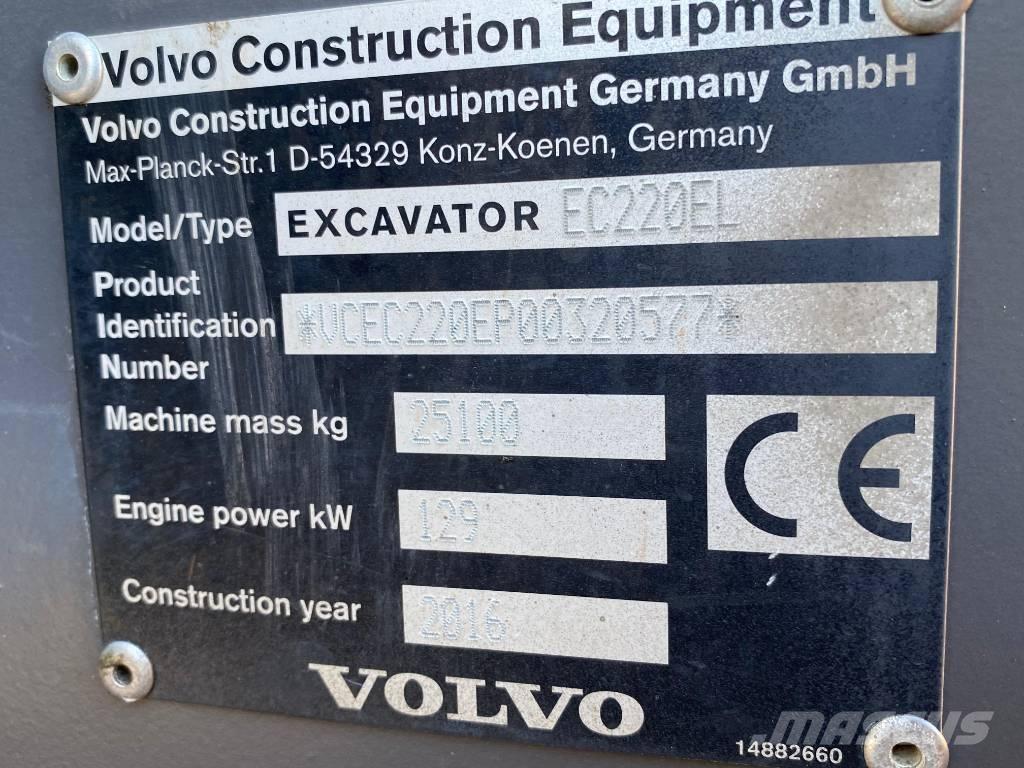 Volvo Construction Equipment
Volvo Construction Equipment Germany GmbH
Max-Planck-Str.1 D-54329 Konz-Koenen, Germany
Model/Type EXCAVATOR EC220EL
Product
Identification *VCEC220EP00320577*
Number
Machine mass kg 25100
CE
Engine power kW 129
Construction year 2016
VOLVO
14882660
MASCUS